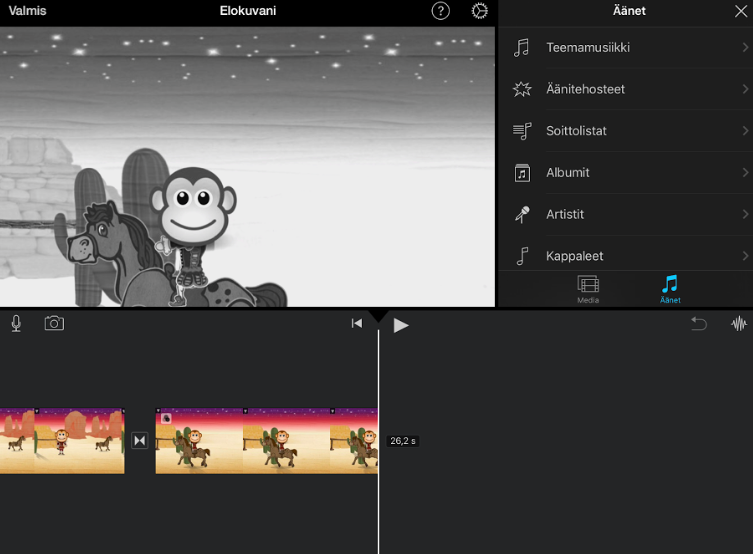 Valmis
Elokuvani
?
Äänet
Teemamusiikki
Äänitehosteet
Soittolistat
Albumit
Artistit
Kappaleet
Media
Äänet
26,2 s